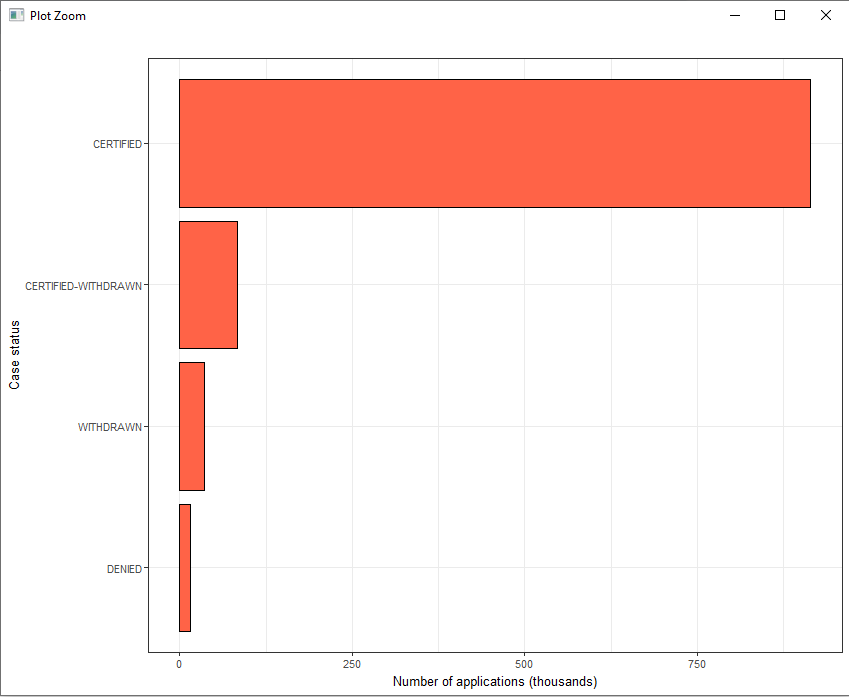 Plot Zoom
CERTIFIED
CERTIFIED-WITHDRAWN
Case status
WITHDRAWN
DENIED
0 250 500 750
Number of applications (thousands)